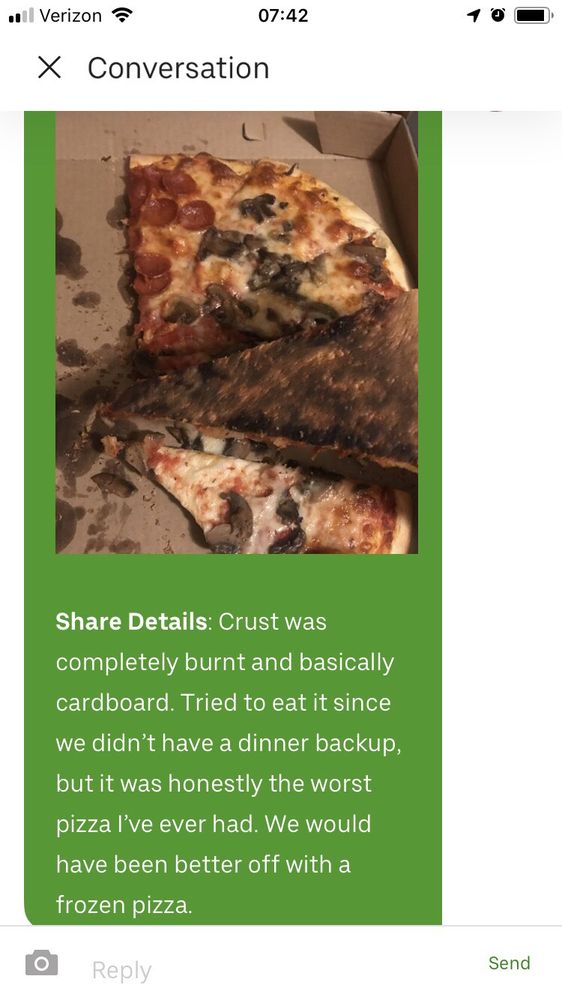 Verizon 07:42
Conversation
Share Details: Crust was
completely burnt and basically
cardboard. Tried to eat it since
we didn’t have a dinner backup,
but it was honestly the worst
pizza I’ve ever had. We would
have been better off with a
frozen pizza.
Reply Send